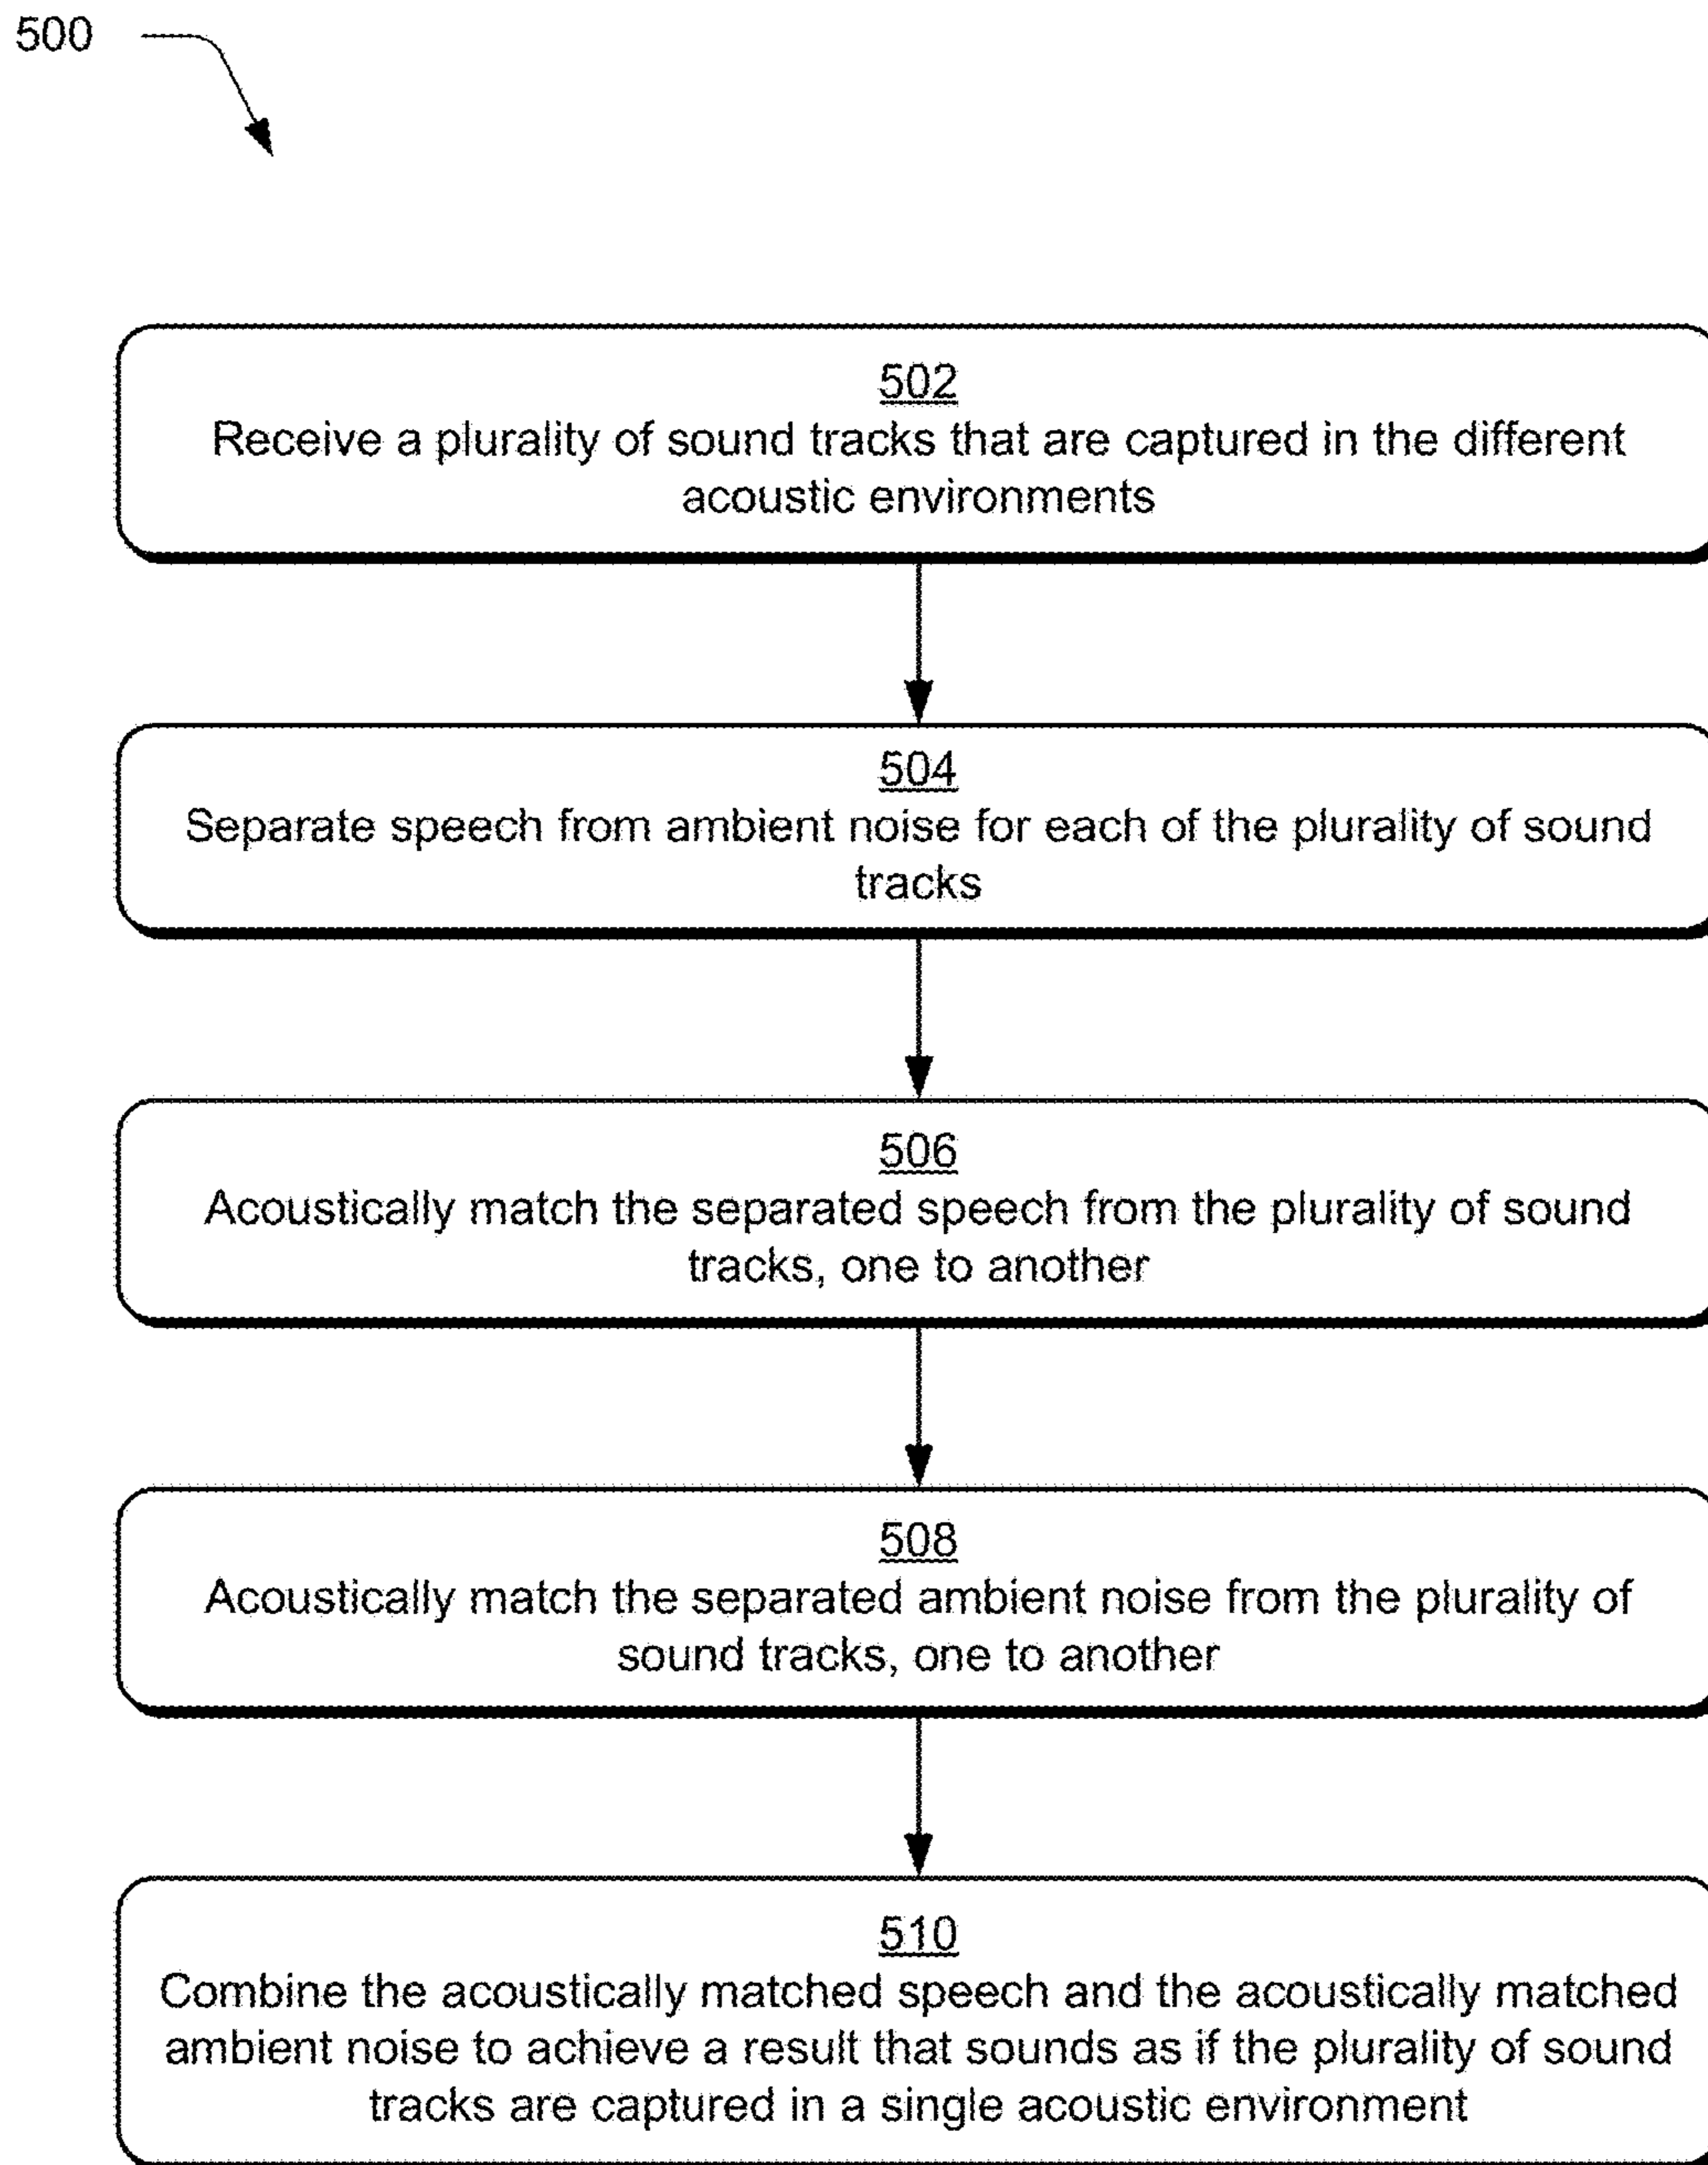 500
502
Receive a plurality of sound tracks that are captured in the different
acoustic environments
504
Separate speech from ambient noise for each of the plurality of sound
tracks
506
Acoustically match the separated speech from the plurality of sound
tracks, one to another
508
Acoustically match the separated ambient noise from the plurality of
sound tracks, one to another
510
Combine the acoustically matched speech and the acoustically matched
ambient noise to achieve a result that sounds as if the plurality of sound
tracks are captured in a single acoustic environment